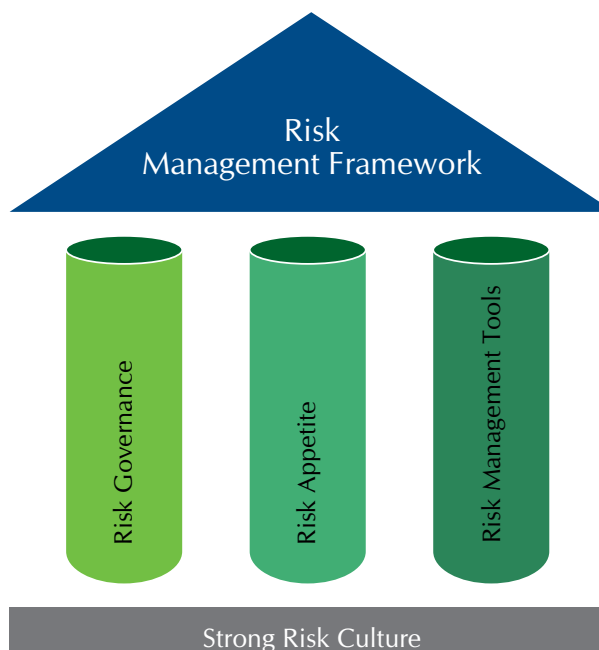 Risk
Management Framework
Risk Governance
Risk Appetite
Risk Management Tools
Strong Risk Culture